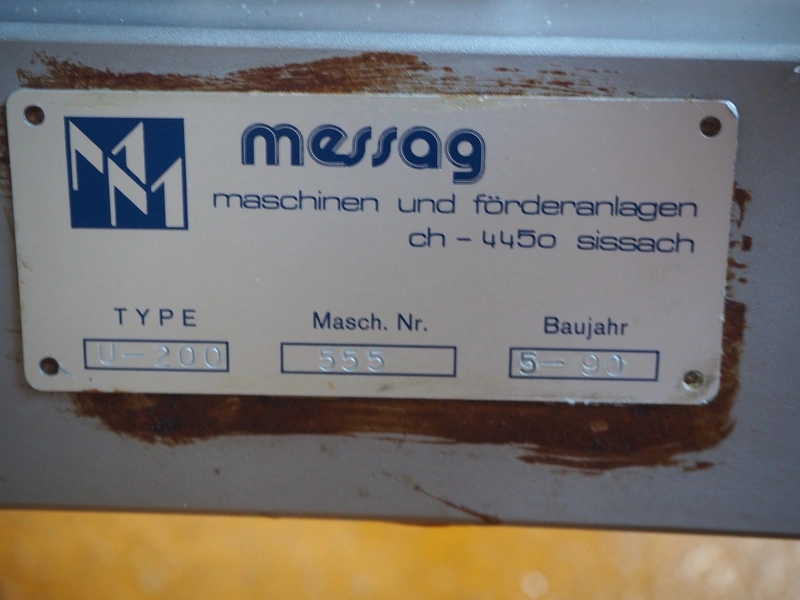 messag
maschinen und förderanlagen
ch - 4450 sissach
TYPE Masch. Nr. Baujahr
U-200 555 5-90